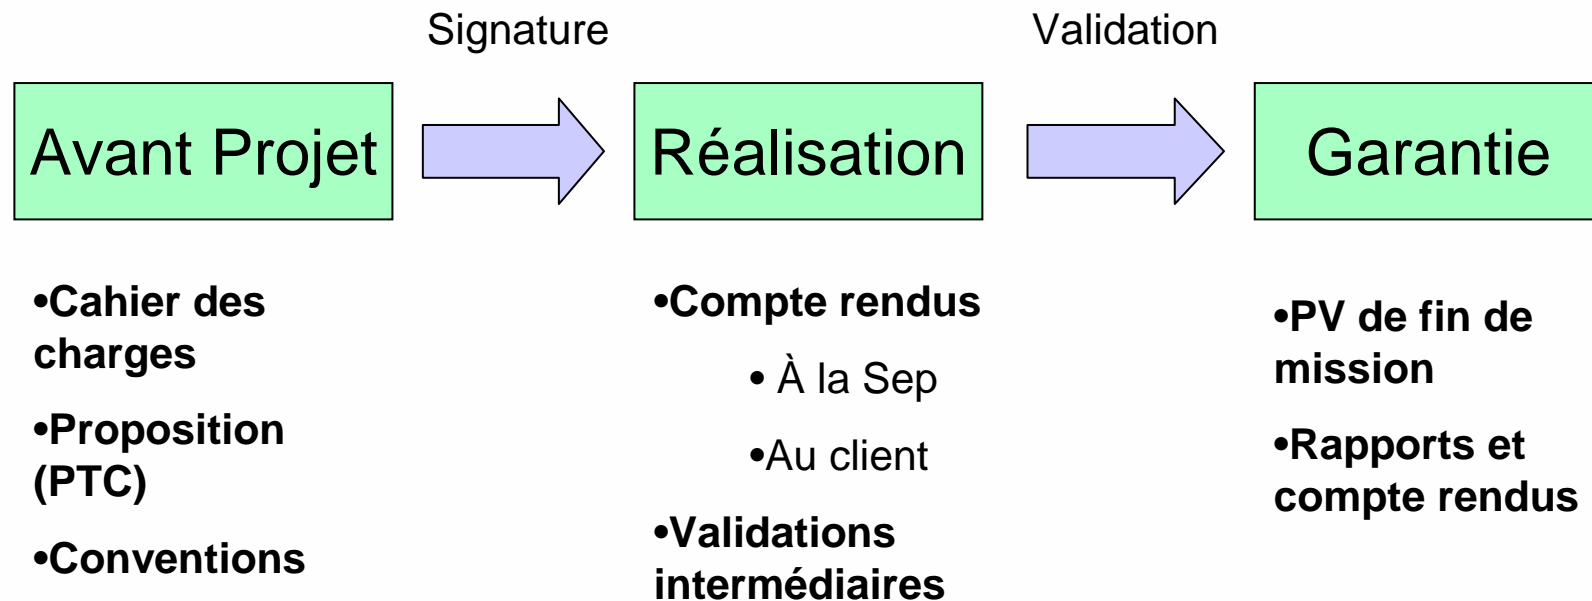 Signature
Validation
Avant Projet
Réalisation
Garantie
•Cahier des
charges
•Proposition
(PTC)
•Conventions
•Compte rendus
• À la Sep
•Au client
•Validations
intermédiaires
•PV de fin de
mission
•Rapports et
compte rendus